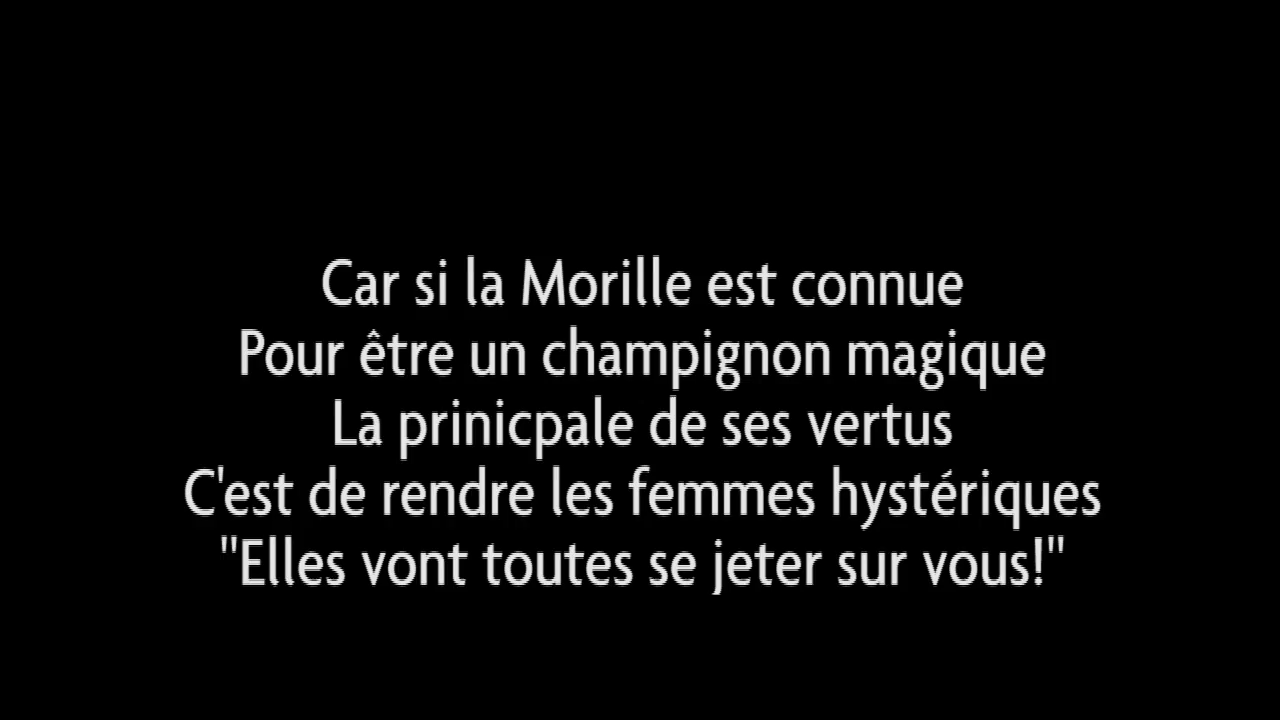 Car si la Morille est connue
Pour être un champignon magique
La prinicpale de ses vertus
C'est de rendre les femmes hystériques
"Elles vont toutes se jeter sur vous!"